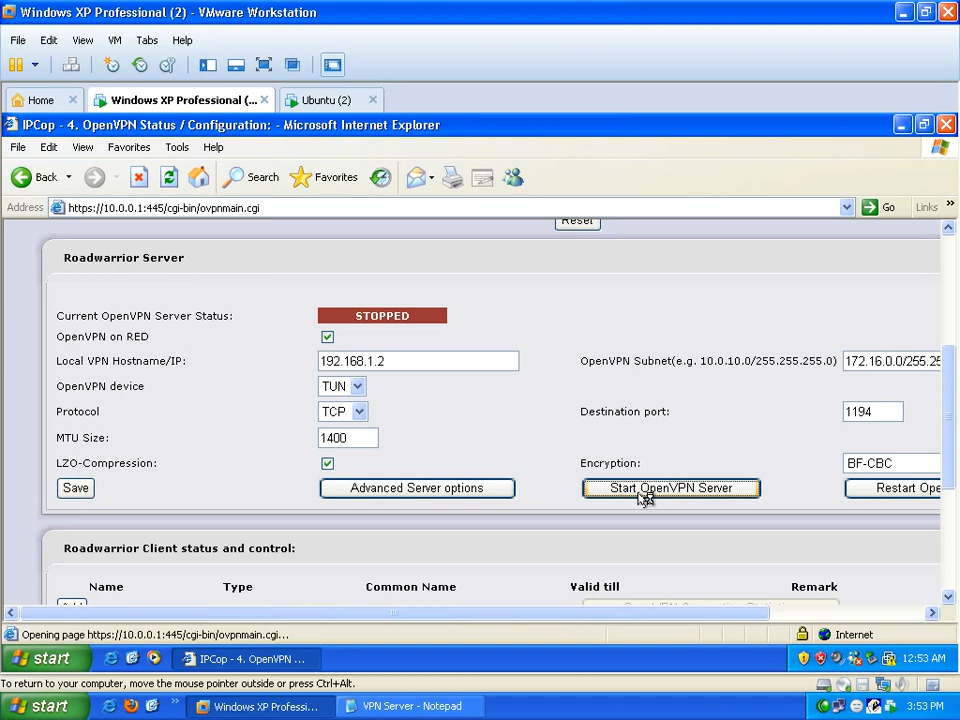 Windows XP Professional (2) - VMware Workstation
File Edit View VM Tabs Help
Home Windows XP Professional (... Ubuntu (2)
IPCop - 4. OpenVPN Status / Configuration: - Microsoft Internet Explorer
File Edit View Favorites Tools Help
Back Search Favorites
Address https://10.0.0.1:445/cgi-bin/ovpnmain.cgi Go Links »
Reset
Roadwarrior Server
Current OpenVPN Server Status: STOPPED
OpenVPN on RED
Local VPN Hostname/IP: 192.168.1.2 OpenVPN Subnet(e.g. 10.0.10.0/255.255.255.0) 172.16.0.0/255.25
OpenVPN device TUN
Protocol TCP Destination port: 1194
MTU Size: 1400
LZO-Compression: Encryption: BF-CBC
Save Advanced Server options Start OpenVPN Server Restart Ope
Roadwarrior Client status and control:
Name Type Common Name Valid till Remark
Opening page https://10.0.0.1:445/cgi-bin/ovpnmain.cgi... Internet
start IPCop - 4. OpenVPN ... 12:53 AM
To return to your computer, move the mouse pointer outside or press Ctrl+Alt.
start » Windows XP Professi... VPN Server - Notepad 3:53 PM